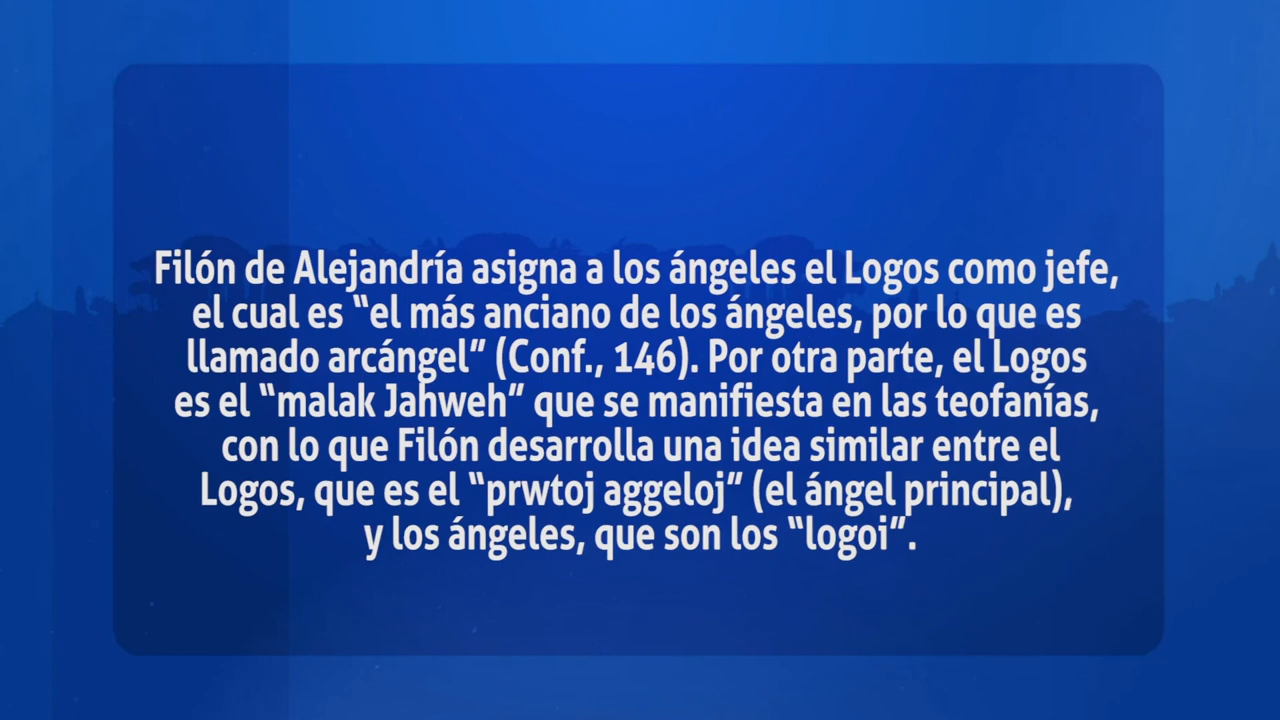 Filón de Alejandría asigna a los ángeles el Logos como jefe,
el cual es “el más anciano de los ángeles, por lo que es
llamado arcángel” (Conf., 146). Por otra parte, el Logos
es el “malak Jahweh” que se manifiesta en las teofanías,
con lo que Filón desarrolla una idea similar entre el
Logos, que es el “prwtoj aggeloj” (el ángel principal),
y los ángeles, que son los “logoi”.